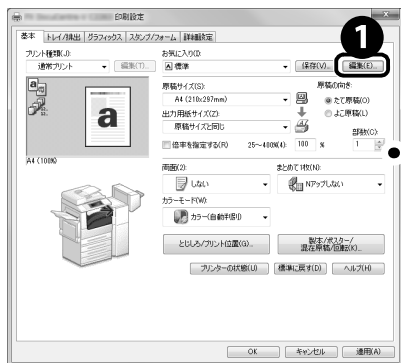 印刷設定
基本 トレイ/排出 グラフィックス スタンプ/フォーム 詳細設定
プリント種類(J):
通常プリント 編集(T)...
お気に入り(I):
標準 保存(V)... 編集(E)...
1
原稿サイズ(S):
A4 (210x297mm)
出力用紙サイズ(Z):
原稿サイズと同じ
原稿の向き:
たて原稿(O)
よこ原稿(L)
部数(C):
倍率を指定する(R) 25～400%(4): 100 % 1
a
a
A4 (100%)
両面(2):
しない
まとめて1枚(N):
Nアップしない
カラーモード(W):
カラー(自動判別)
とじしろ/プリント位置(G)...
製本/ポスター/
混在原稿/回転(K)...
プリンターの状態(U) 標準に戻す(D) ヘルプ(H)
OK キャンセル 適用(A)